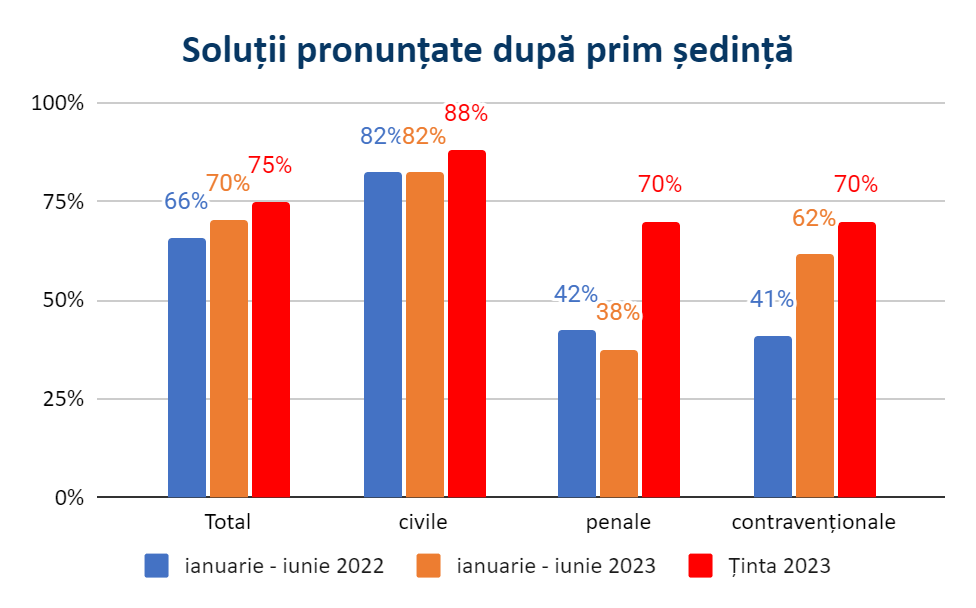 Soluții pronunțate după prim ședință
100%
75%
50%
25%
0%
66%
70%
75%
82%
82%
88%
42%
38%
70%
41%
62%
70%
Total
civile
penale
contravenționale
ianuarie - iunie 2022
ianuarie - iunie 2023
Ținta 2023